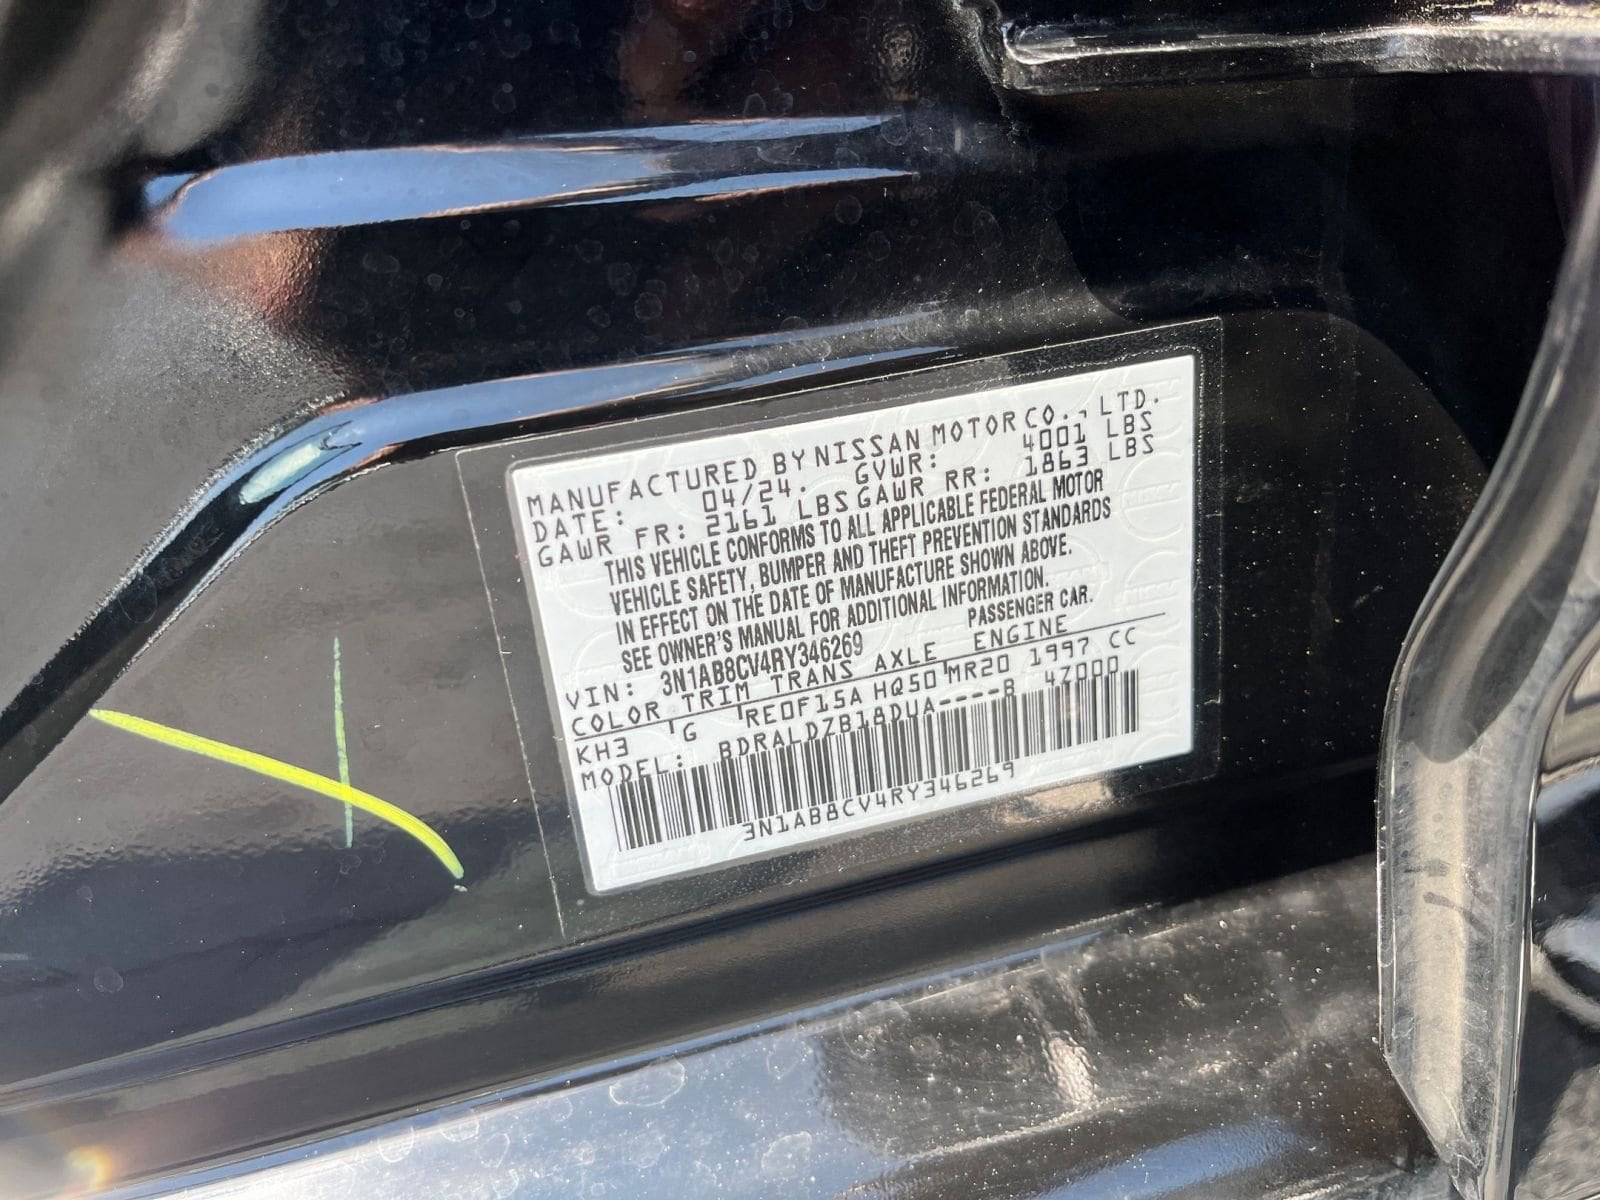 MANUFACTURED BY NISSAN MOTOR CO., LTD.
DATE: 04/24. GVWR: 4001 LBS
GAWR FR: 2161 LBS GAWR RR: 1863 LBS
THIS VEHICLE CONFORMS TO ALL APPLICABLE FEDERAL MOTOR
VEHICLE SAFETY, BUMPER AND THEFT PREVENTION STANDARDS
IN EFFECT ON THE DATE OF MANUFACTURE SHOWN ABOVE.
SEE OWNER'S MANUAL FOR ADDITIONAL INFORMATION.
VIN: 3N1AB8CV4RY346269 PASSENGER CAR.
COLOR TRIM TRANS AXLE ENGINE
KH3 G RE0F15A HQ50 MR20 1997 CC
MODEL: BDRALDZB18DUA----B 47000
3N1AB8CV4RY346269